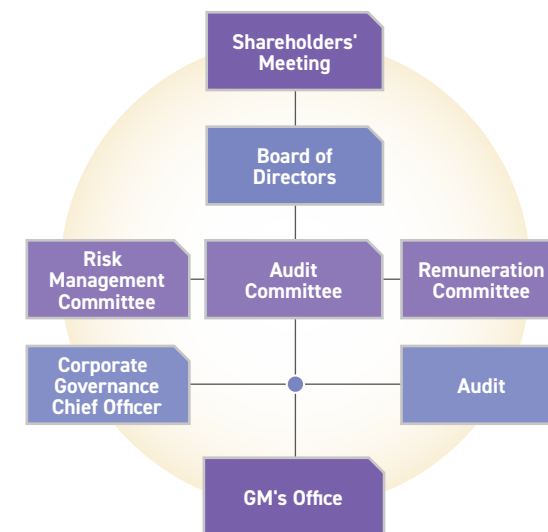 Shareholders'
Meeting
Board of
Directors
Risk
Management
Committee
Audit
Committee
Remuneration
Committee
Corporate
Governance
Chief Officer
Audit
GM's Office